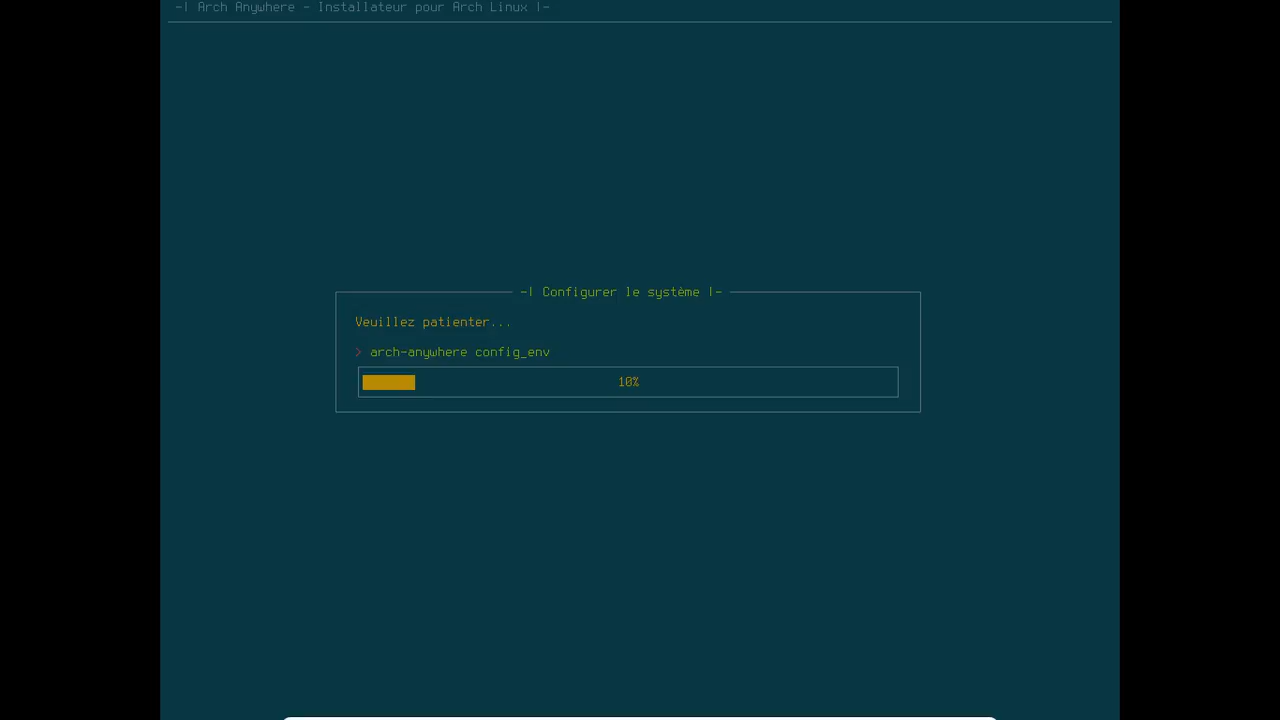 -| Arch Anywhere - Installateur pour Arch Linux |-
-| Configurer le système |-
Veuillez patienter...
> arch-anywhere config_env
10%